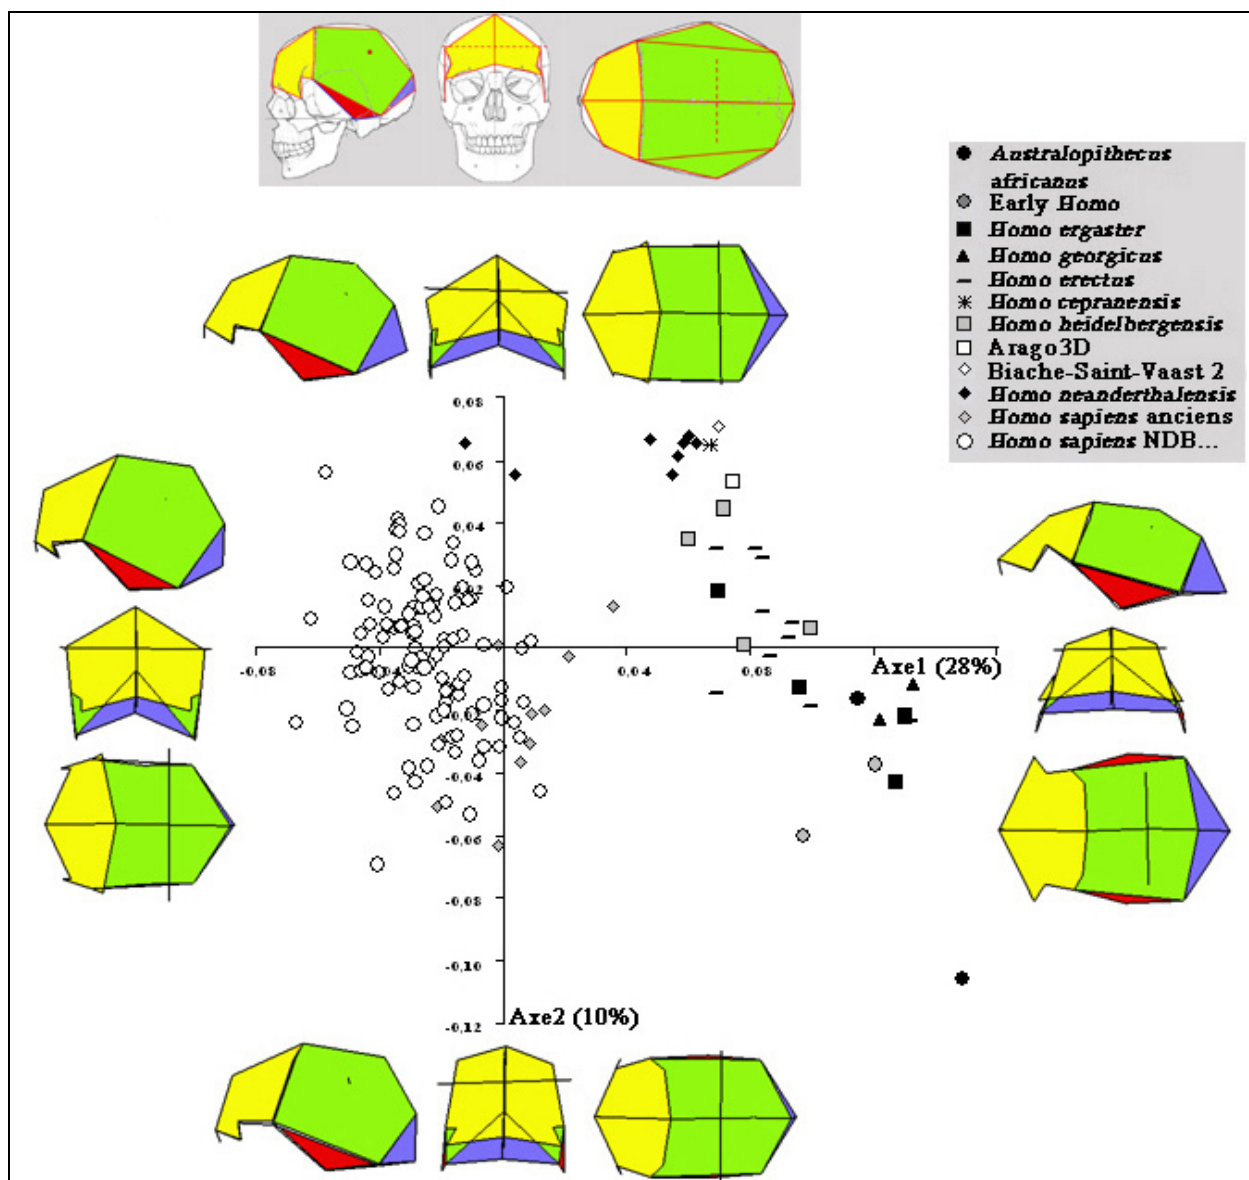 Australopithecus
africanus
Early Homo
Homo ergaster
Homo georgicus
Homo erectus
Homo cepranensis
Homo heidelbergensis
Arago3D
Biache-Saint-Vaast 2
Homo neanderthalensis
Homo sapiens anciens
Homo sapiens NDB...
0,08
0,06
0,04
-0,08
0,04
0,08
Axe1 (28%)
-0,04
-0,06
-0,08
-0,10
-0,12
Axe2 (10%)